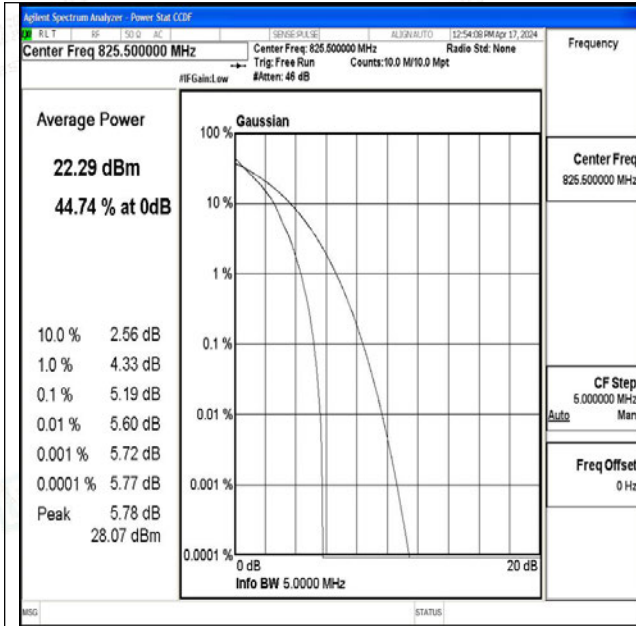 Agilent Spectrum Analyzer - Power Stat CCDF
RLT RF 50 Ω AC SENSE:PULSE ALIGNAUTO 12:54:08 PM Apr 17, 2024
Center Freq 825.500000 MHz
Center Freq: 825.500000 MHz Radio Std: None
Trig: Free Run Counts:10.0 M/10.0 Mpt
#IFGain:Low #Atten: 46 dB
Frequency
Average Power
22.29 dBm
44.74 % at 0dB
10.0 % 2.56 dB
1.0 % 4.33 dB
0.1 % 5.19 dB
0.01 % 5.60 dB
0.001 % 5.72 dB
0.0001 % 5.77 dB
Peak 5.78 dB
28.07 dBm
Gaussian
100 %
10 %
1 %
0.1 %
0.01 %
0.001 %
0.0001 %
0 dB 20 dB
Info BW 5.0000 MHz
Center Freq
825.500000 MHz
CF Step
5.000000 MHz
Auto Man
Freq Offset
0 Hz
MSG STATUS